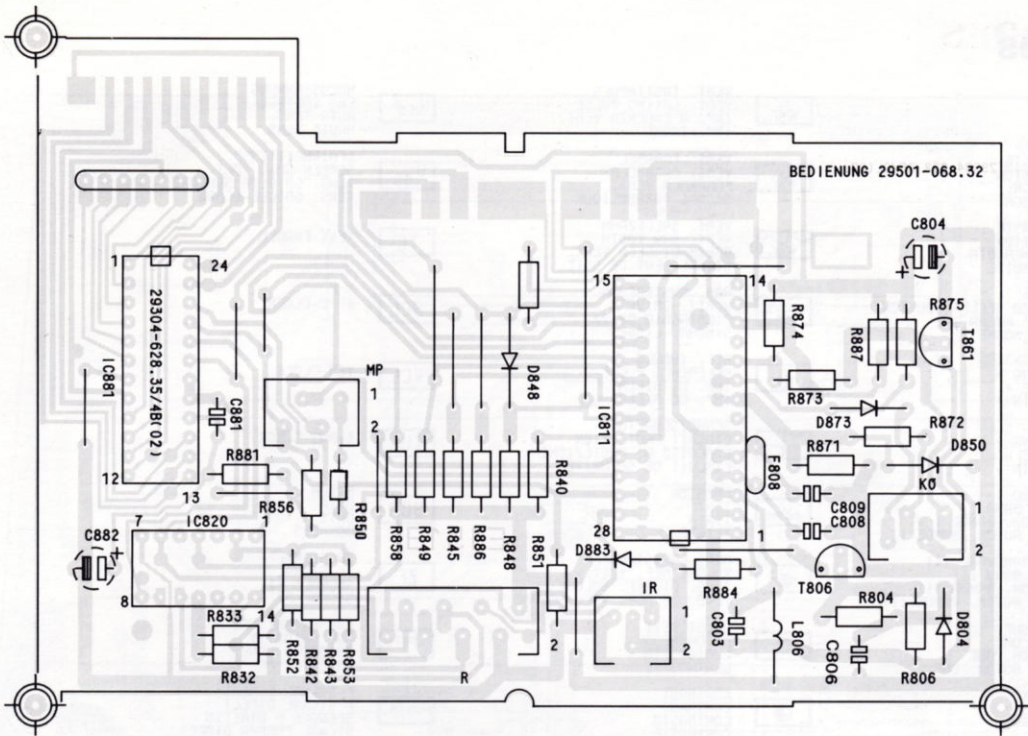 BEDIENUNG 29501-068.32
C804
1
24
29304-628.35/4B(02)
IC881
12
13
C881
R881
R856
R850
MP
1
2
D848
15
14
IC811
28
1
R874
R873
R887
R875
T861
D873
R872
R871
D850
F808
C809
C808
KÖ
1
2
7
IC820
1
8
14
C882
+
+
R858
R849
R845
R886
R848
R851
R840
D883
R884
T806
R833
R832
R852
R842
R843
R853
R
2
IR
1
2
C803
L806
R804
C806
R806
D804